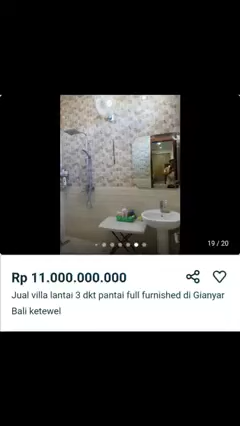 19 / 20
Rp 11.000.000.000
Jual villa lantai 3 dkt pantai full furnished di Gianyar
Bali ketewel